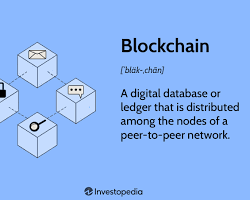 Blockchain
['bläk-,chān]
A digital database or
ledger that is distributed
among the nodes of a
peer-to-peer network.
Investopedia